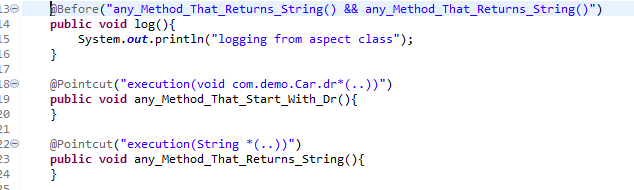 13 @Before("any_Method_That_Returns_String() && any_Method_That_Returns_String()")
14 public void log(){
15 System.out.println("logging from aspect class");
16 }
17
18 @Pointcut("execution(void com.demo.Car.dr*(..))")
19 public void any_Method_That_Start_With_Dr(){
20 }
21
22 @Pointcut("execution(String *(..))")
23 public void any_Method_That_Returns_String(){
24 }
25